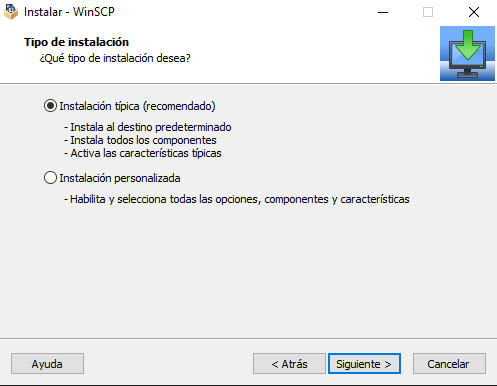 Instalar - WinSCP
Tipo de instalación
¿Qué tipo de instalación desea?
Instalación típica (recomendado)
- Instala al destino predeterminado
- Instala todos los componentes
- Activa las características típicas
Instalación personalizada
- Habilita y selecciona todas las opciones, componentes y características
Ayuda
< Atrás
Siguiente >
Cancelar